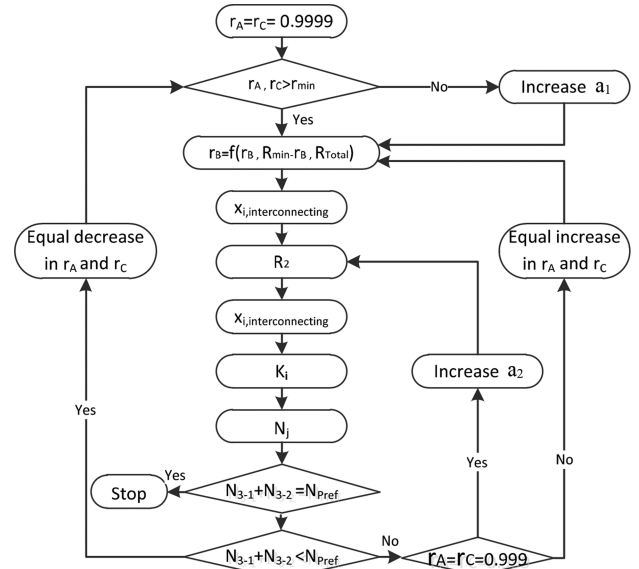 rA=rC= 0.9999
rA , rC>rmin
No
Increase a1
Yes
rB=f(rB , Rmin-rB , RTotal)
xi,interconnecting
Equal decrease
in rA and rC
R2
Equal increase
in rA and rC
xi,interconnecting
Ki
Increase a2
Yes
Nj
Yes
No
Yes
Stop
N3-1+N3-2 =NPref
No
N3-1+N3-2 <NPref
rA=rC=0.999